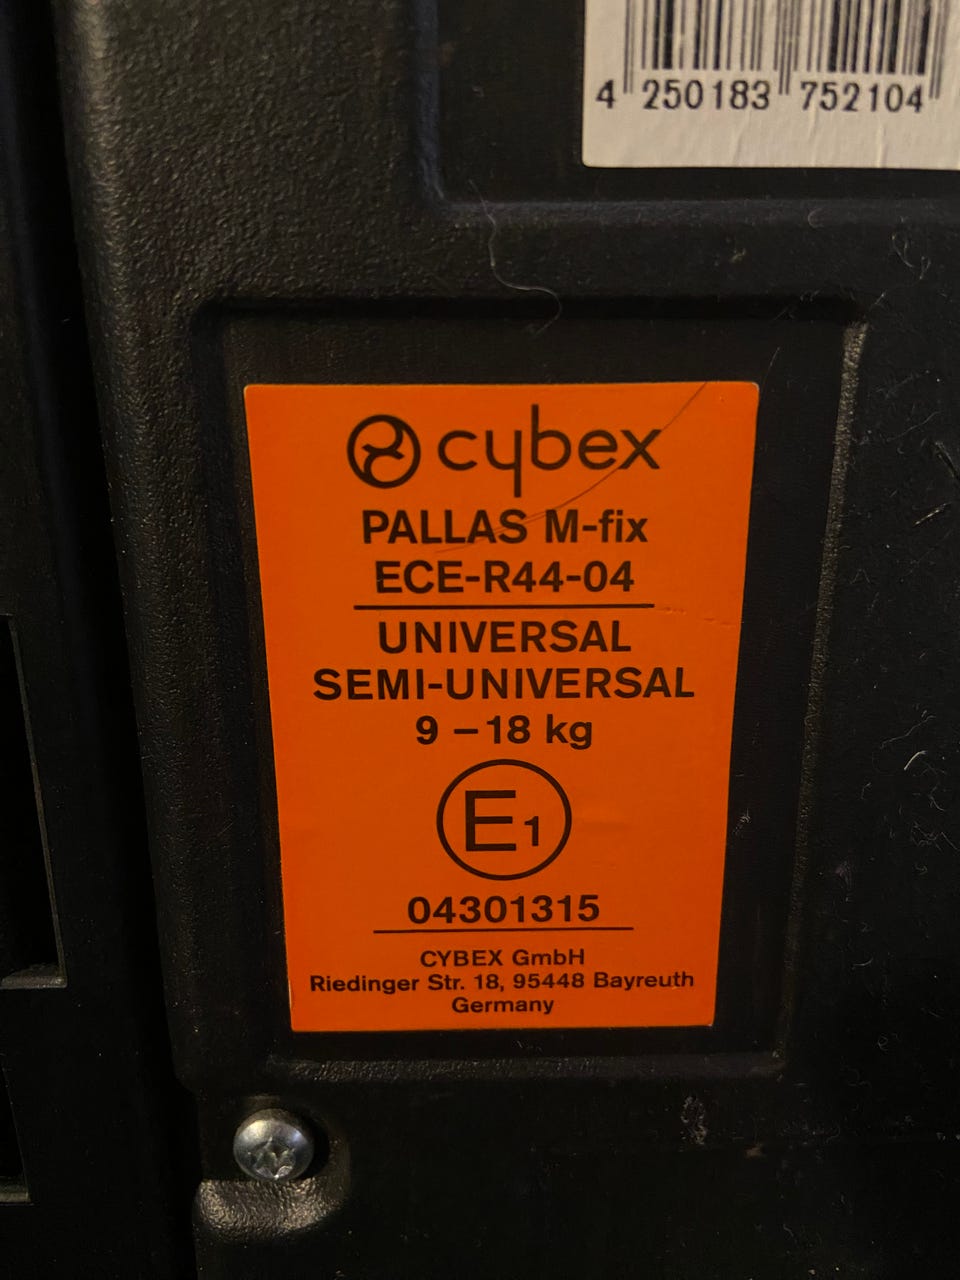 4 250183 752104
cybex
PALLAS M-fix
ECE-R44-04
UNIVERSAL
SEMI-UNIVERSAL
9 – 18 kg
E1
04301315
CYBEX GmbH
Riedinger Str. 18, 95448 Bayreuth
Germany